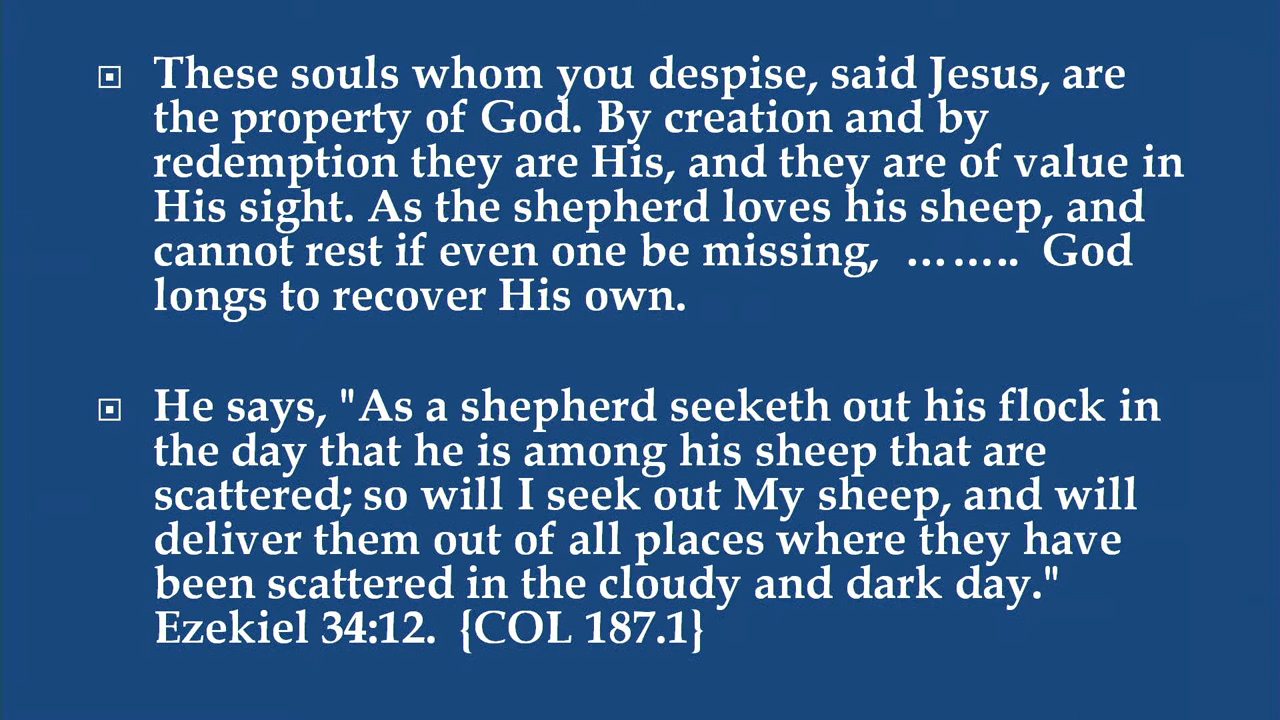 These souls whom you despise, said Jesus, are
the property of God. By creation and by
redemption they are His, and they are of value in
His sight. As the shepherd loves his sheep, and
cannot rest if even one be missing, …….. God
longs to recover His own.
He says, "As a shepherd seeketh out his flock in
the day that he is among his sheep that are
scattered; so will I seek out My sheep, and will
deliver them out of all places where they have
been scattered in the cloudy and dark day."
Ezekiel 34:12. {COL 187.1}